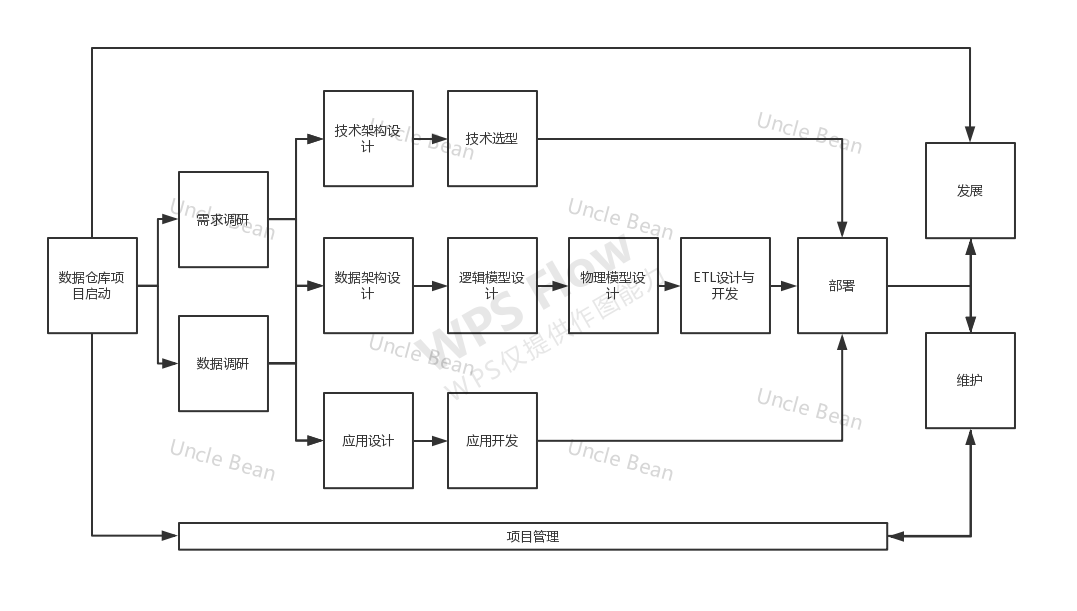 技术架构设
计
技术选型
Uncle Bean
Uncle Bean
发展
需求调研
Uncle Bean
Uncle Bean
数据仓库项
目启动
数据架构设
计
逻辑模型设
计
物理模型设
计
ETL设计与
开发
部署
WPS Flow
WPS仅提供作图能力
数据调研
Uncle Bean
维护
Uncle Bean
应用设计
应用开发
Uncle Bean
Uncle Bean
项目管理